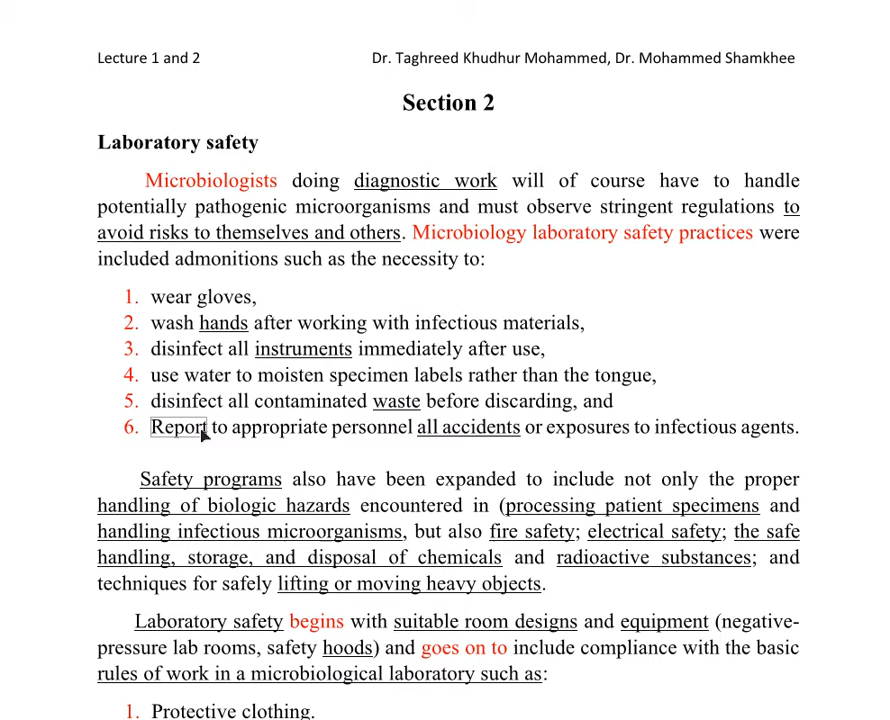 Lecture 1 and 2 Dr. Taghreed Khudhur Mohammed, Dr. Mohammed Shamkhee
Section 2
Laboratory safety
Microbiologists doing diagnostic work will of course have to handle
potentially pathogenic microorganisms and must observe stringent regulations to
avoid risks to themselves and others. Microbiology laboratory safety practices were
included admonitions such as the necessity to:
1. wear gloves,
2. wash hands after working with infectious materials,
3. disinfect all instruments immediately after use,
4. use water to moisten specimen labels rather than the tongue,
5. disinfect all contaminated waste before discarding, and
6. Report to appropriate personnel all accidents or exposures to infectious agents.
Safety programs also have been expanded to include not only the proper
handling of biologic hazards encountered in (processing patient specimens and
handling infectious microorganisms, but also fire safety; electrical safety; the safe
handling, storage, and disposal of chemicals and radioactive substances; and
techniques for safely lifting or moving heavy objects.
Laboratory safety begins with suitable room designs and equipment (negative-
pressure lab rooms, safety hoods) and goes on to include compliance with the basic
rules of work in a microbiological laboratory such as:
1. Protective clothing.